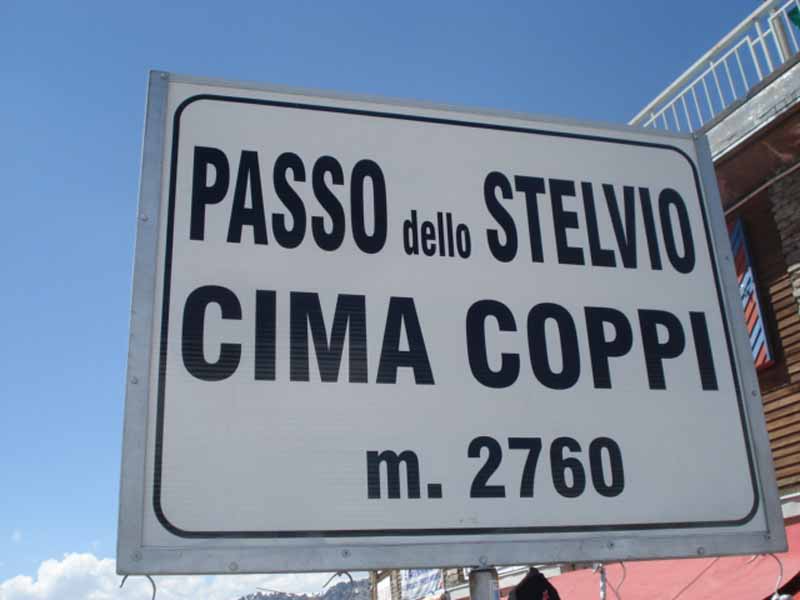 PASSO dello STELVIO
CIMA COPPI
m. 2760